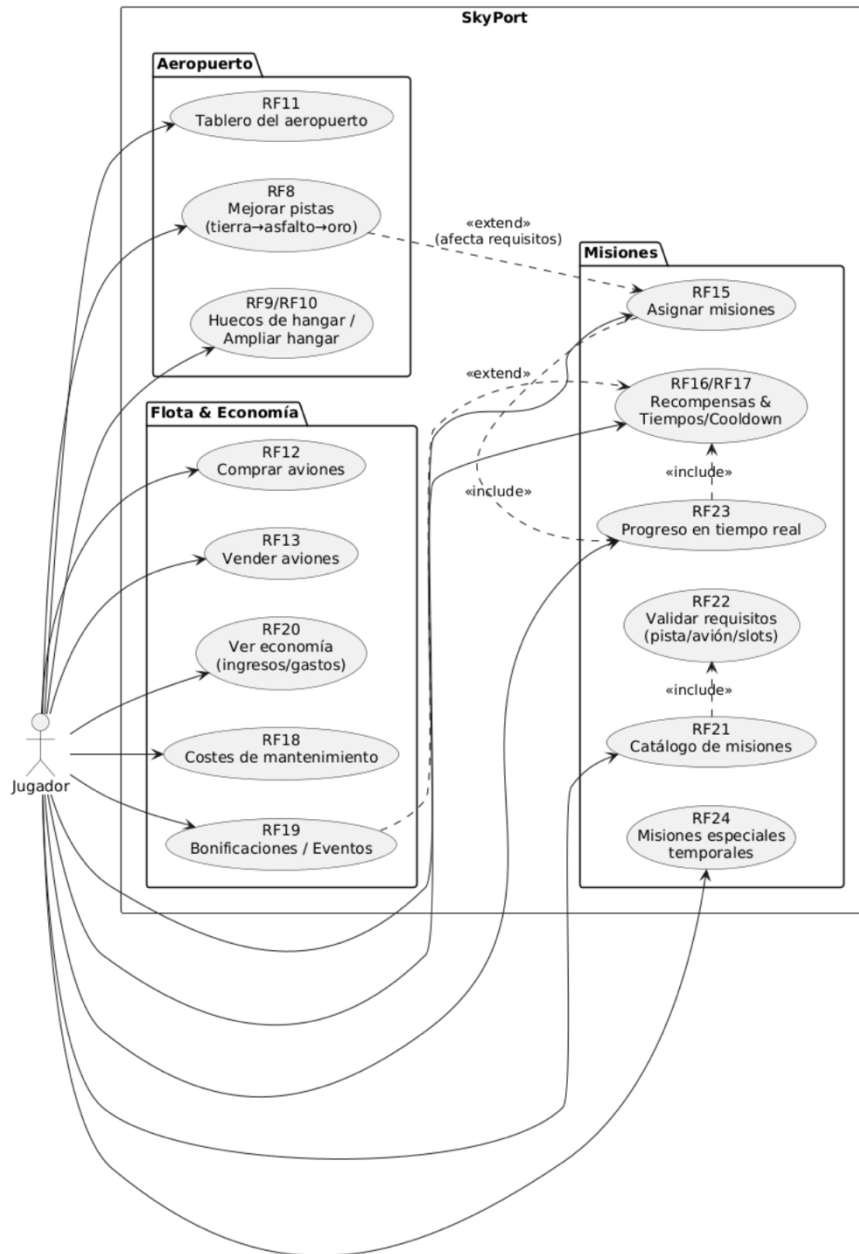 SkyPort
Aeropuerto
RF11
Tablero del aeropuerto
RF8
Mejorar pistas
(tierra→asfalto→oro)
RF9/RF10
Huecos de hangar /
Ampliar hangar
«extend»
(afecta requisitos)
Flota & Economía
RF12
Comprar aviones
RF13
Vender aviones
RF20
Ver economía
(ingresos/gastos)
RF18
Costes de mantenimiento
RF19
Bonificaciones / Eventos
Jugador
«extend»
«include»
Misiones
RF15
Asignar misiones
RF16/RF17
Recompensas &
Tiempos/Cooldown
«include»
RF23
Progreso en tiempo real
RF22
Validar requisitos
(pista/avión/slots)
«include»
RF21
Catálogo de misiones
RF24
Misiones especiales
temporales